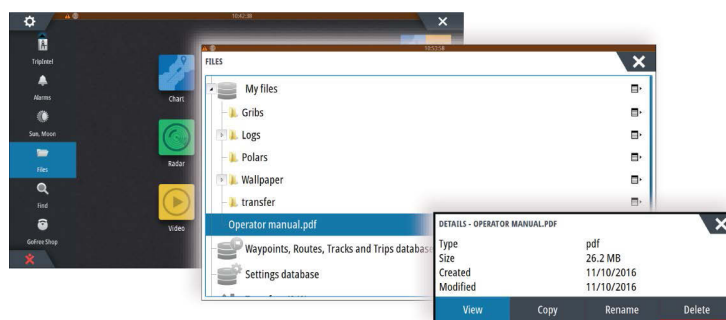 10:42:38
TripIntel
Alarms
Sun, Moon
Files
Find
GoFree Shop
Chart
Radar
Video
10:53:58
FILES
My files
Gribs
Logs
Polars
Wallpaper
transfer
Operator manual.pdf
Waypoints, Routes, Tracks and Trips database
Settings database
DETAILS - OPERATOR MANUAL.PDF
Type pdf
Size 26.2 MB
Created 11/10/2016
Modified 11/10/2016
View Copy Rename Delete